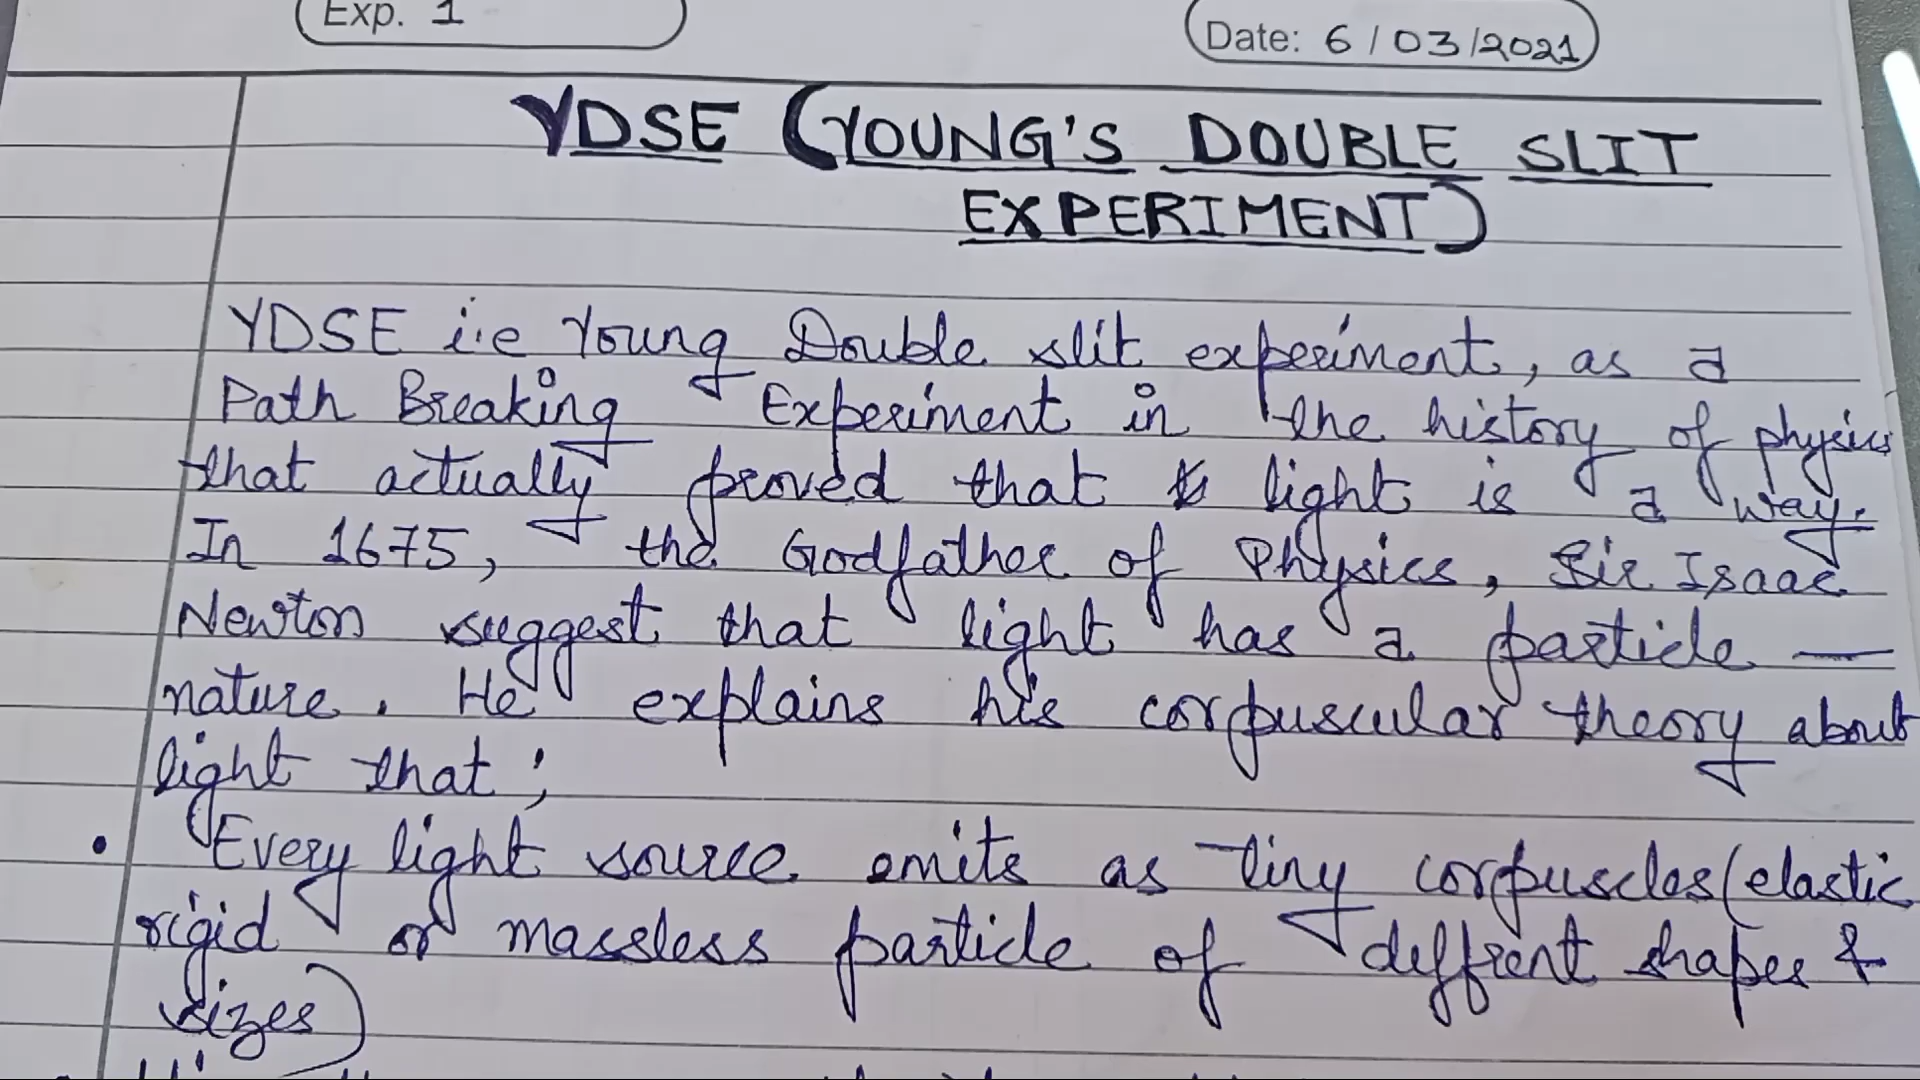 Exp. 1
Date: 6/03/2021
YDSE (YOUNG'S DOUBLE SLIT
EXPERIMENT)
YDSE i.e Young Double slit experiment, as a
Path Breaking Experiment in the history of physics
that actually proved that light is a way.
In 1675, the Godfather of Physics, Sir Isaac
Newton suggest that light has a particle —
nature. He explains his corpuscular theory about
light that ;
• Every light source emits as tiny corpuscles (elastic
rigid or massless particle of deffrent shapes &
sizes)